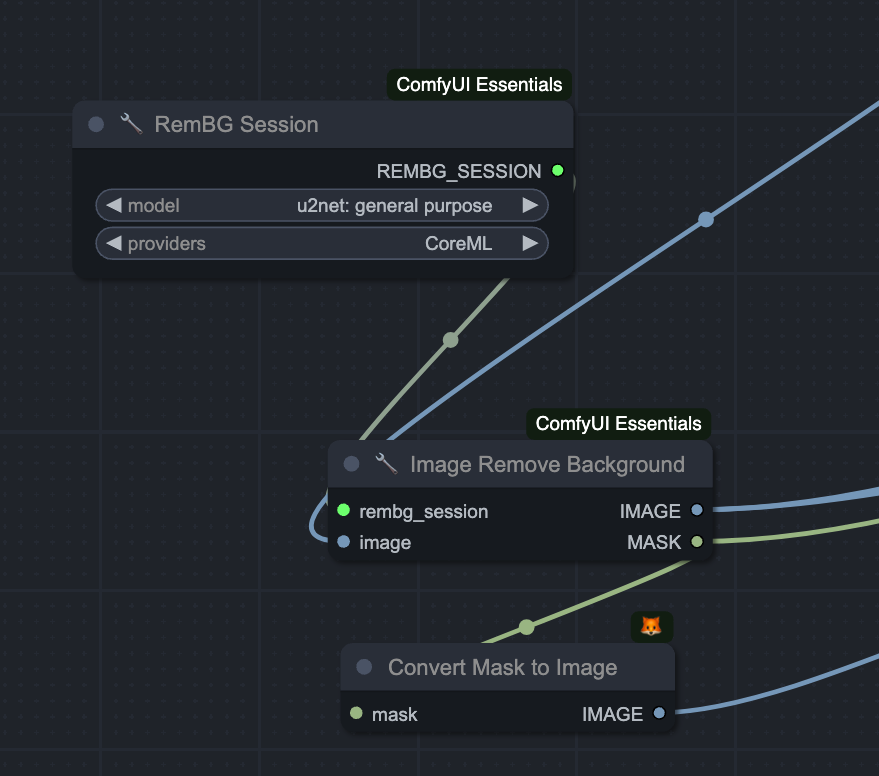 ComfyUI Essentials
RemBG Session
REMBG_SESSION
model u2net: general purpose
providers CoreML
ComfyUI Essentials
Image Remove Background
rembg_session IMAGE
image MASK
Convert Mask to Image
mask IMAGE